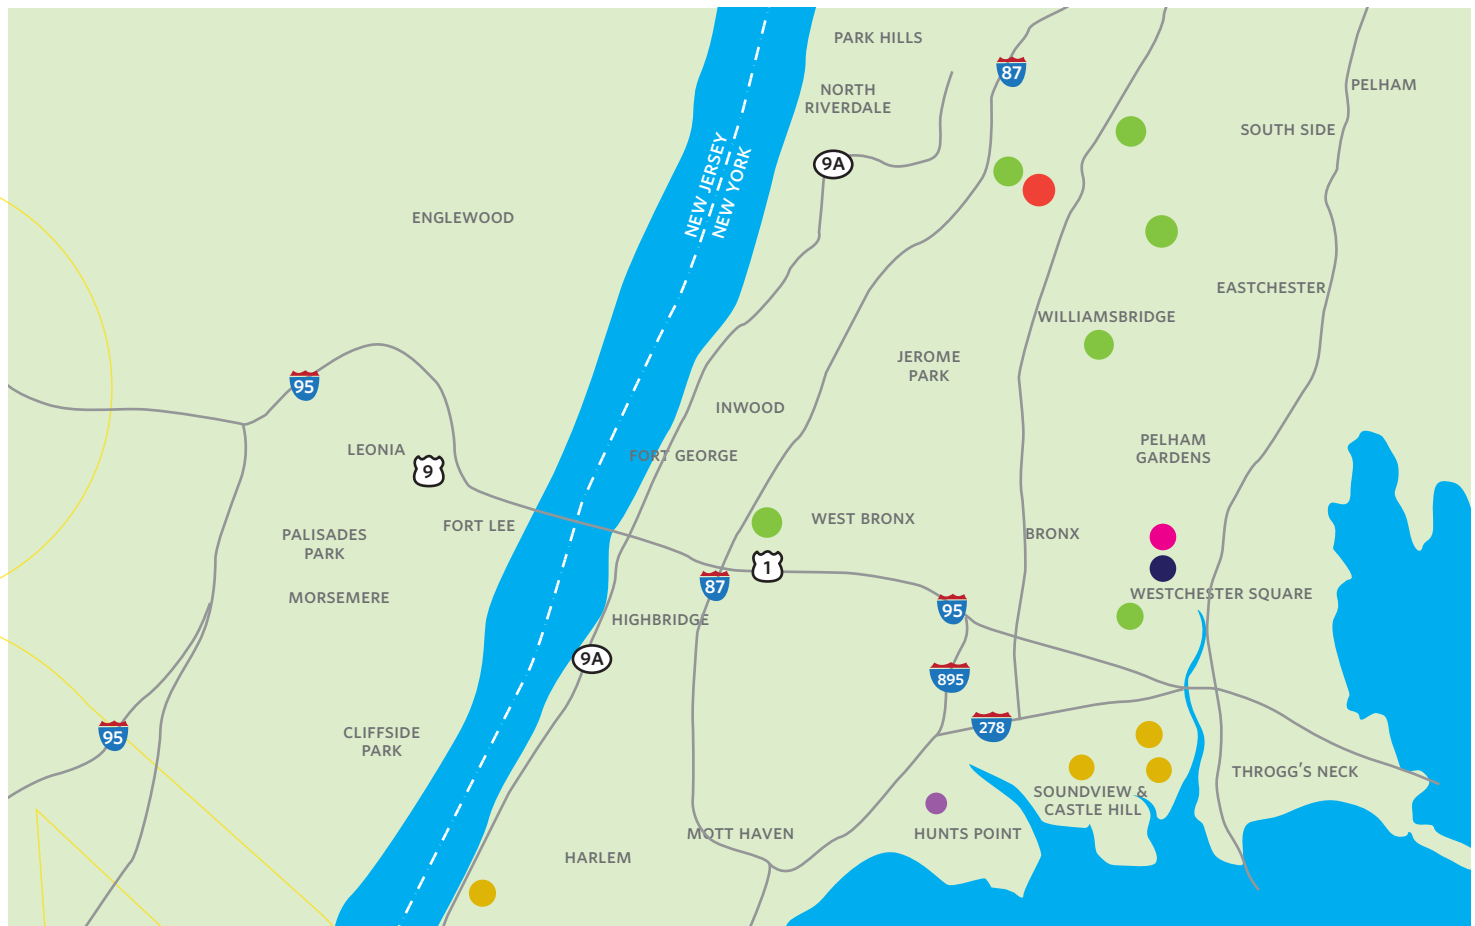 PARK HILLS
87
NORTH
RIVERDALE
PELHAM
SOUTH SIDE
9A
NEW JERSEY
NEW YORK
ENGLEWOOD
EASTCHESTER
WILLIAMSBRIDGE
JEROME
PARK
95
INWOOD
LEONIA
9
FORT GEORGE
PELHAM
GARDENS
FORT LEE
WEST BRONX
BRONX
PALISADES
PARK
1
87
MORSEMERE
HIGHBRIDGE
95
WESTCHESTER SQUARE
9A
895
278
95
CLIFFSIDE
PARK
THROGG'S NECK
SOUNDVIEW &
CASTLE HILL
MOTT HAVEN
HUNTS POINT
HARLEM